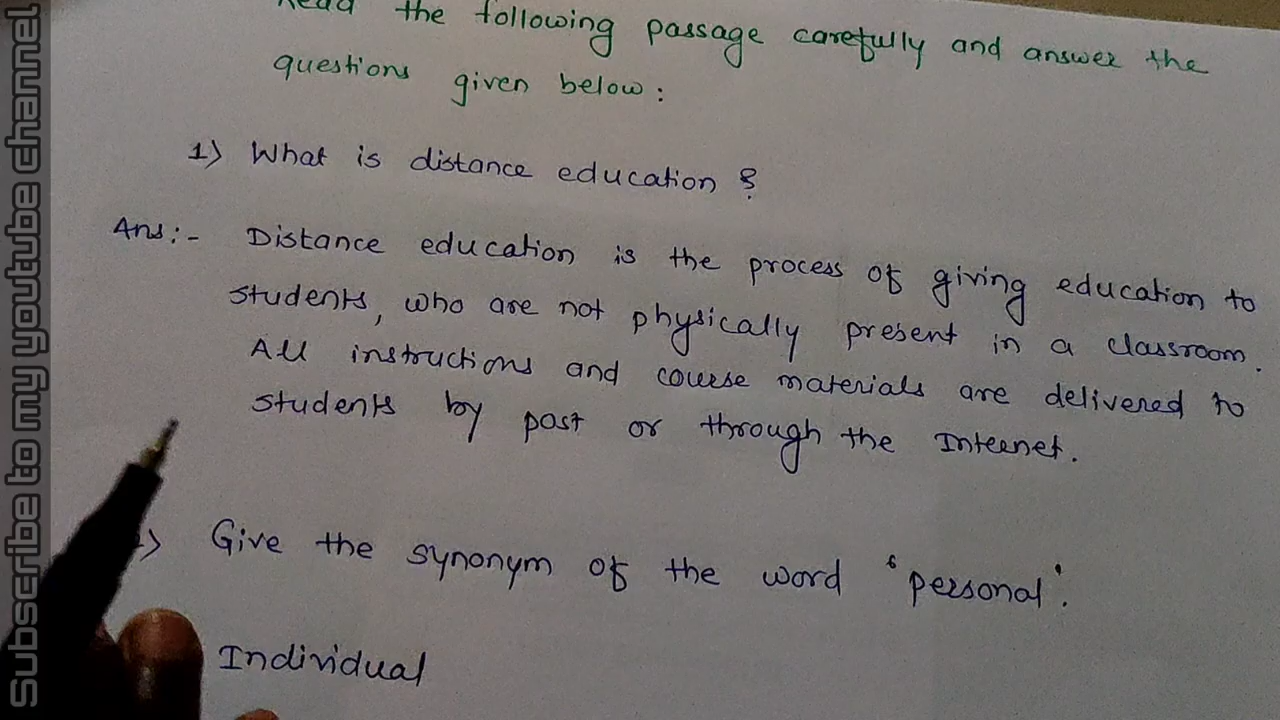 Read the following passage carefully and answer the
questions given below:
1) What is distance education?
Ans:- Distance education is the process of giving education to
students, who are not physically present in a classroom.
All instructions and course materials are delivered to
students by post or through the Internet.
Give the synonym of the word 'personal'.
Individual
Subscribe to my youtube channel